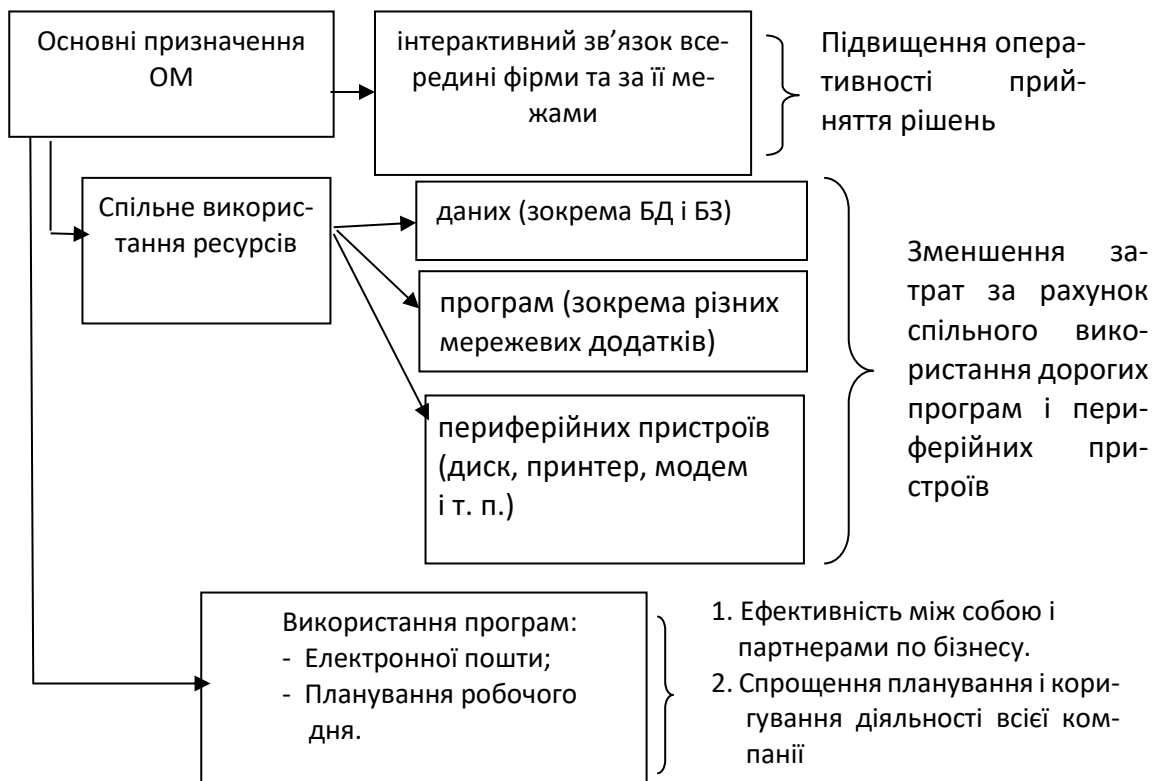 Основні призначення
ОМ
інтерактивний зв’язок все-
редині фірми та за її ме-
жами
Підвищення опера-
тивності прий-
няття рішень
Спільне викорис-
тання ресурсів
даних (зокрема БД і БЗ)
програм (зокрема різних
мережевих додатків)
периферійних пристроїв
(диск, принтер, модем
і т. п.)
Зменшення за-
трат за рахунок
спільного вико-
ристання дорогих
програм і пери-
ферійних при-
строїв
Використання програм:
- Електронної пошти;
- Планування робочого
дня.
1. Ефективність між собою і
партнерами по бізнесу.
2. Спрощення планування і кори-
гування діяльності всієї ком-
панії